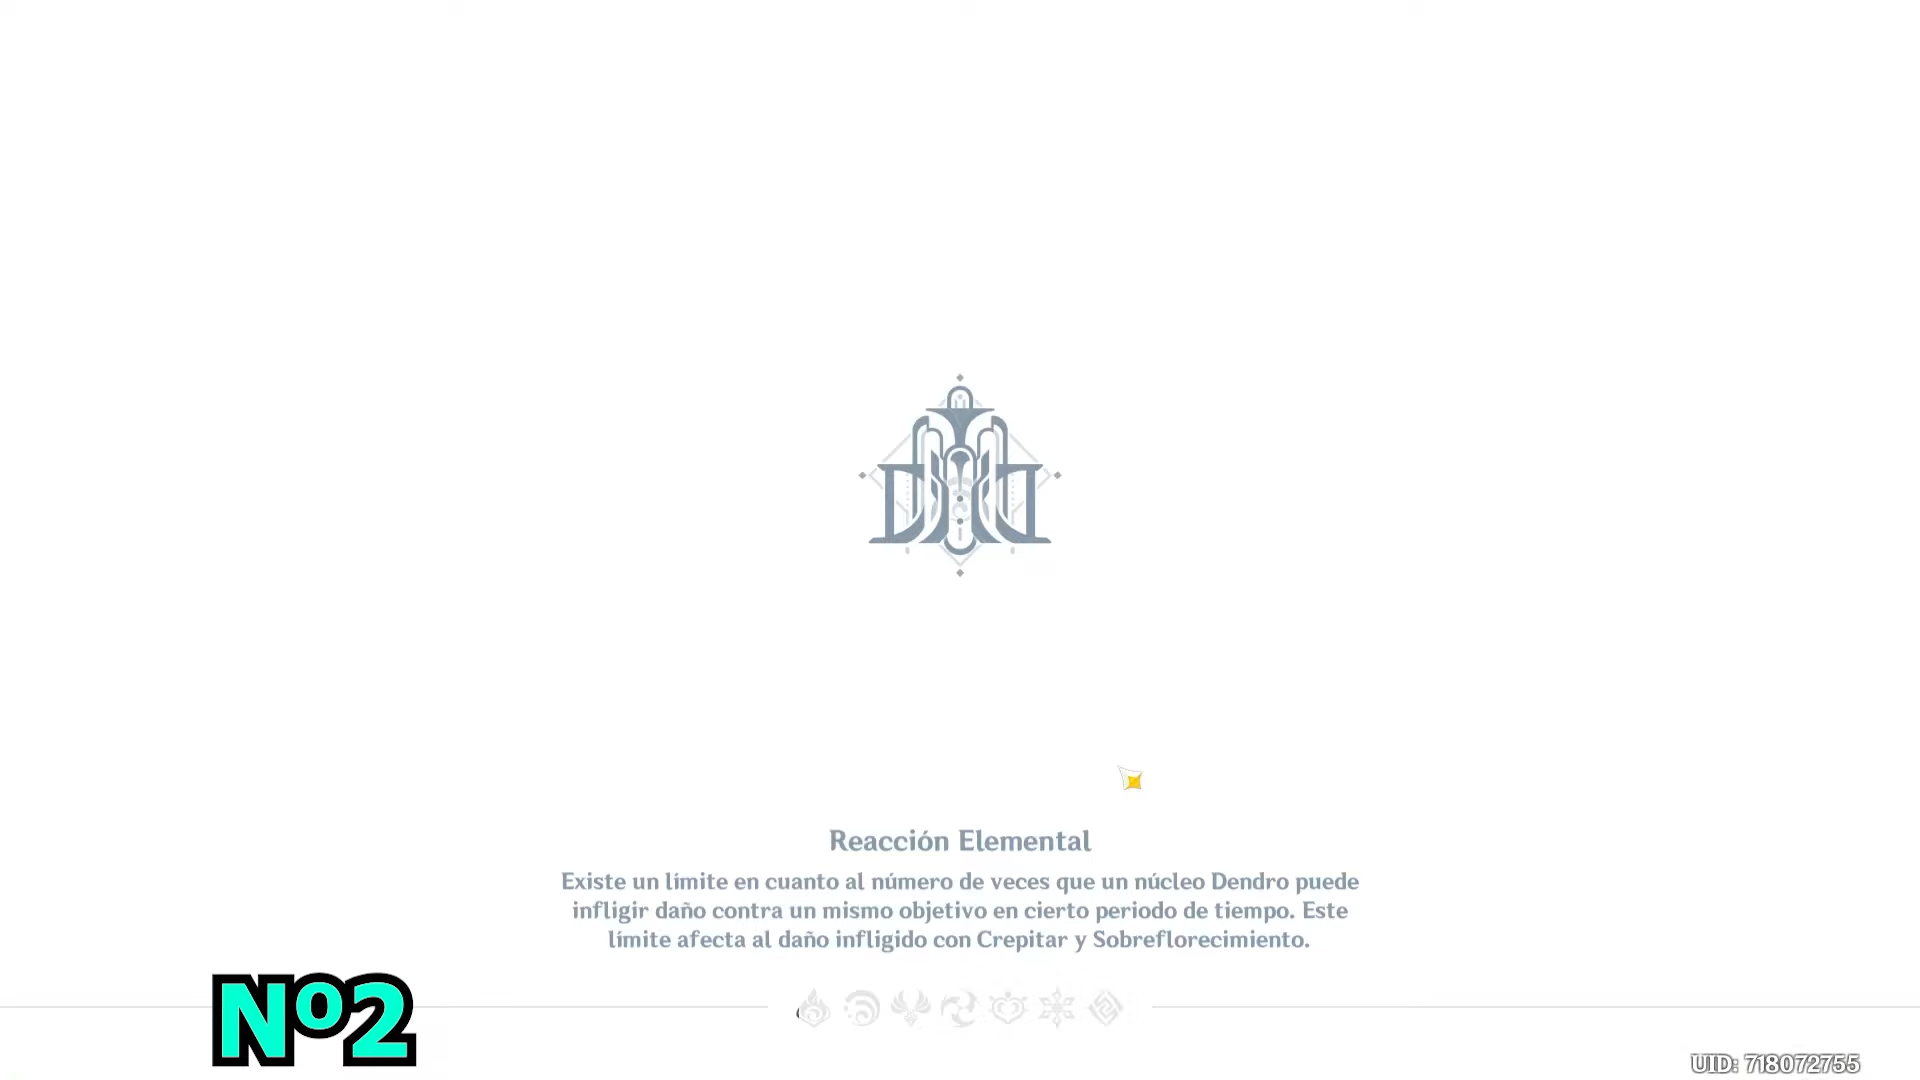 Reacción Elemental
Existe un límite en cuanto al número de veces que un núcleo Dendro puede
infligir daño contra un mismo objetivo en cierto periodo de tiempo. Este
límite afecta al daño infligido con Crepitar y Sobreflorecimiento.
Nº2
UID: 718072755